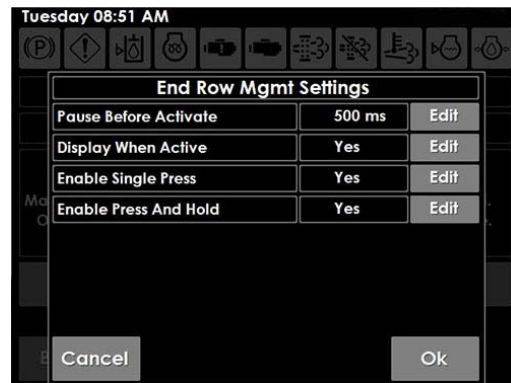 Tuesday 08:51 AM
End Row Mgmt Settings
Pause Before Activate 500 ms Edit
Display When Active Yes Edit
Enable Single Press Yes Edit
Enable Press And Hold Yes Edit
Cancel Ok